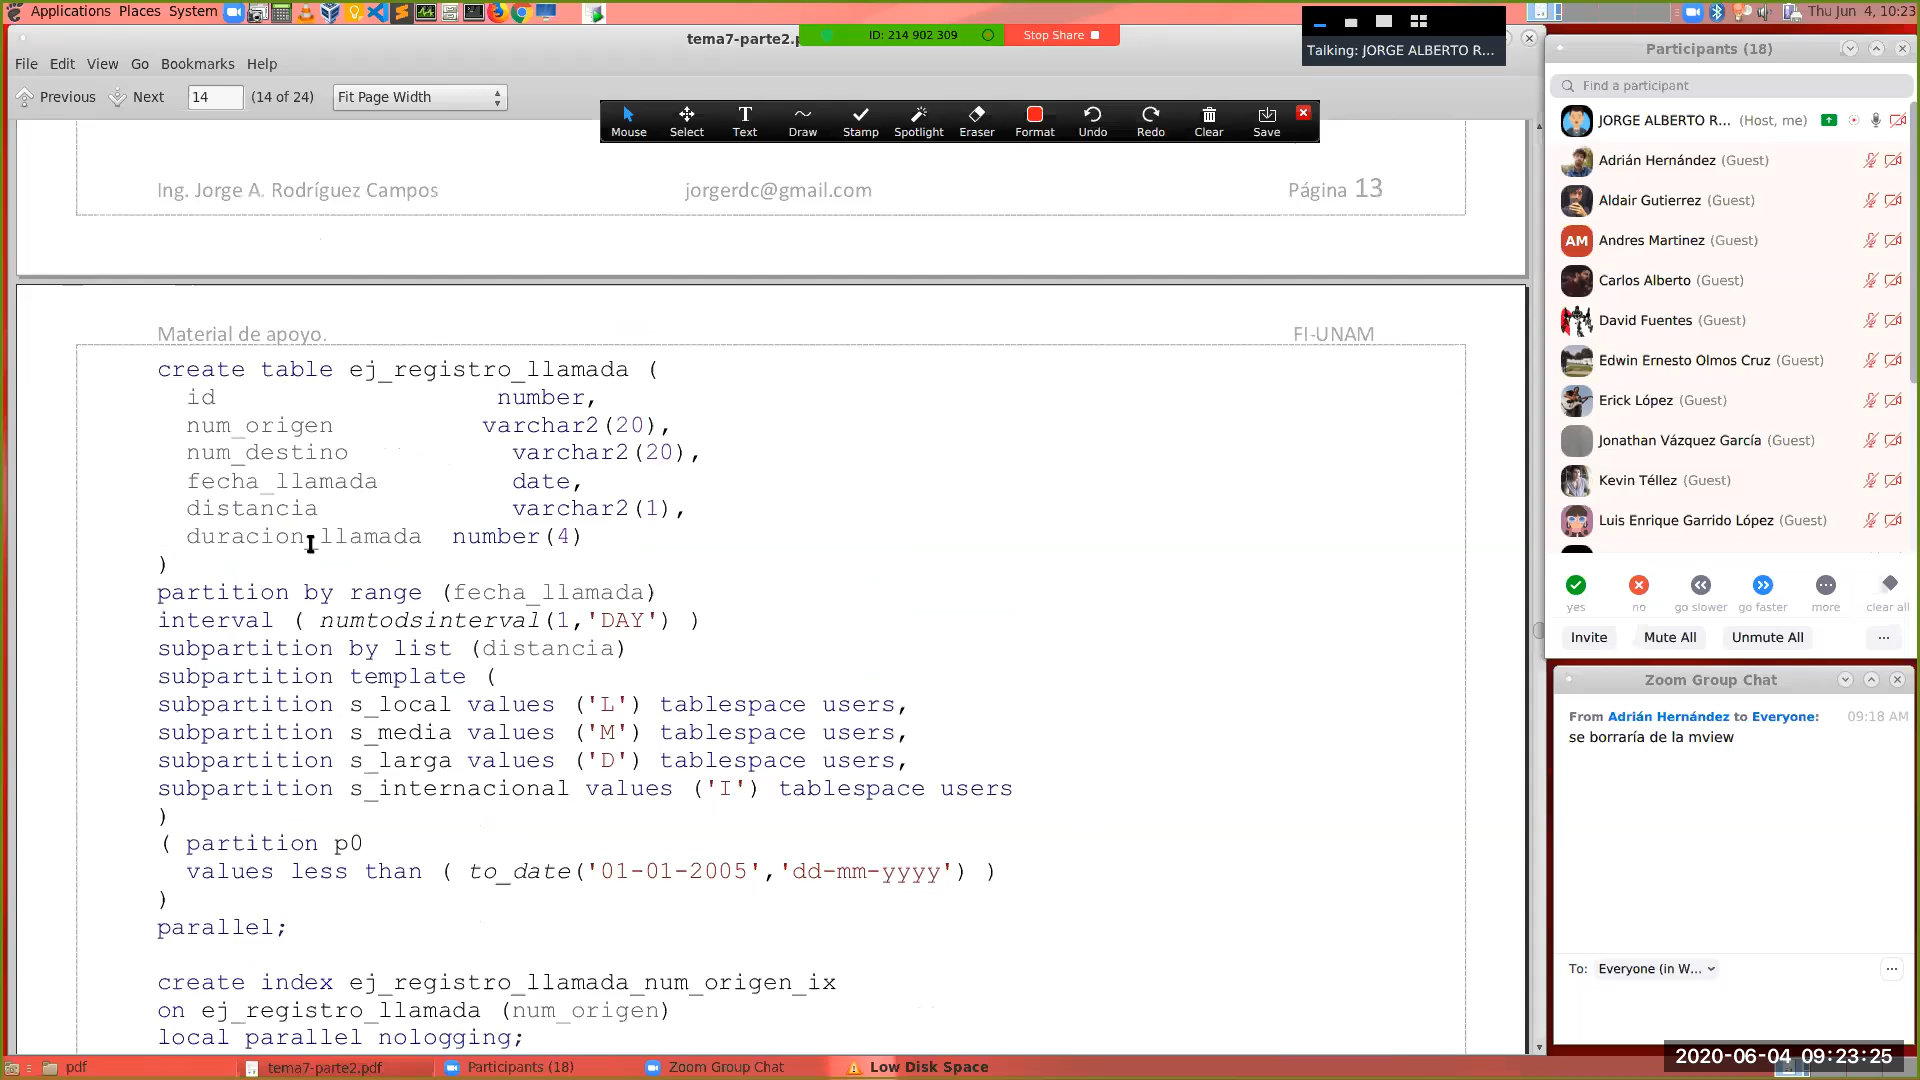 Applications Places System
Thu Jun 4, 10:23
tema7-parte2.p
ID: 214 902 309
Stop Share
Talking: JORGE ALBERTO R...
File Edit View Go Bookmarks Help
Previous Next 14 (14 of 24) Fit Page Width
Mouse Select Text Draw Stamp Spotlight Eraser Format Undo Redo Clear Save
Ing. Jorge A. Rodríguez Campos jorgerdc@gmail.com Página 13
Material de apoyo. FI-UNAM
create table ej_registro_llamada (
id number,
num_origen varchar2(20),
num_destino varchar2(20),
fecha_llamada date,
distancia varchar2(1),
duracion_llamada number(4)
)
partition by range (fecha_llamada)
interval ( numtodsinterval(1,'DAY') )
subpartition by list (distancia)
subpartition template (
subpartition s_local values ('L') tablespace users,
subpartition s_media values ('M') tablespace users,
subpartition s_larga values ('D') tablespace users,
subpartition s_internacional values ('I') tablespace users
)
( partition p0
values less than ( to_date('01-01-2005','dd-mm-yyyy') )
)
parallel;
create index ej_registro_llamada_num_origen_ix
on ej_registro_llamada (num_origen)
local parallel nologging;
Participants (18)
Find a participant
JORGE ALBERTO R... (Host, me)
Adrián Hernández (Guest)
Aldair Gutierrez (Guest)
AM Andres Martinez (Guest)
Carlos Alberto (Guest)
David Fuentes (Guest)
Edwin Ernesto Olmos Cruz (Guest)
Erick López (Guest)
Jonathan Vázquez García (Guest)
Kevin Téllez (Guest)
Luis Enrique Garrido López (Guest)
yes no go slower go faster more clear all
Invite Mute All Unmute All ...
Zoom Group Chat
From Adrián Hernández to Everyone: 09:18 AM
se borraría de la mview
To: Everyone (in W... ...
pdf tema7-parte2.pdf Participants (18) Zoom Group Chat Low Disk Space
2020-06-04 09:23:25